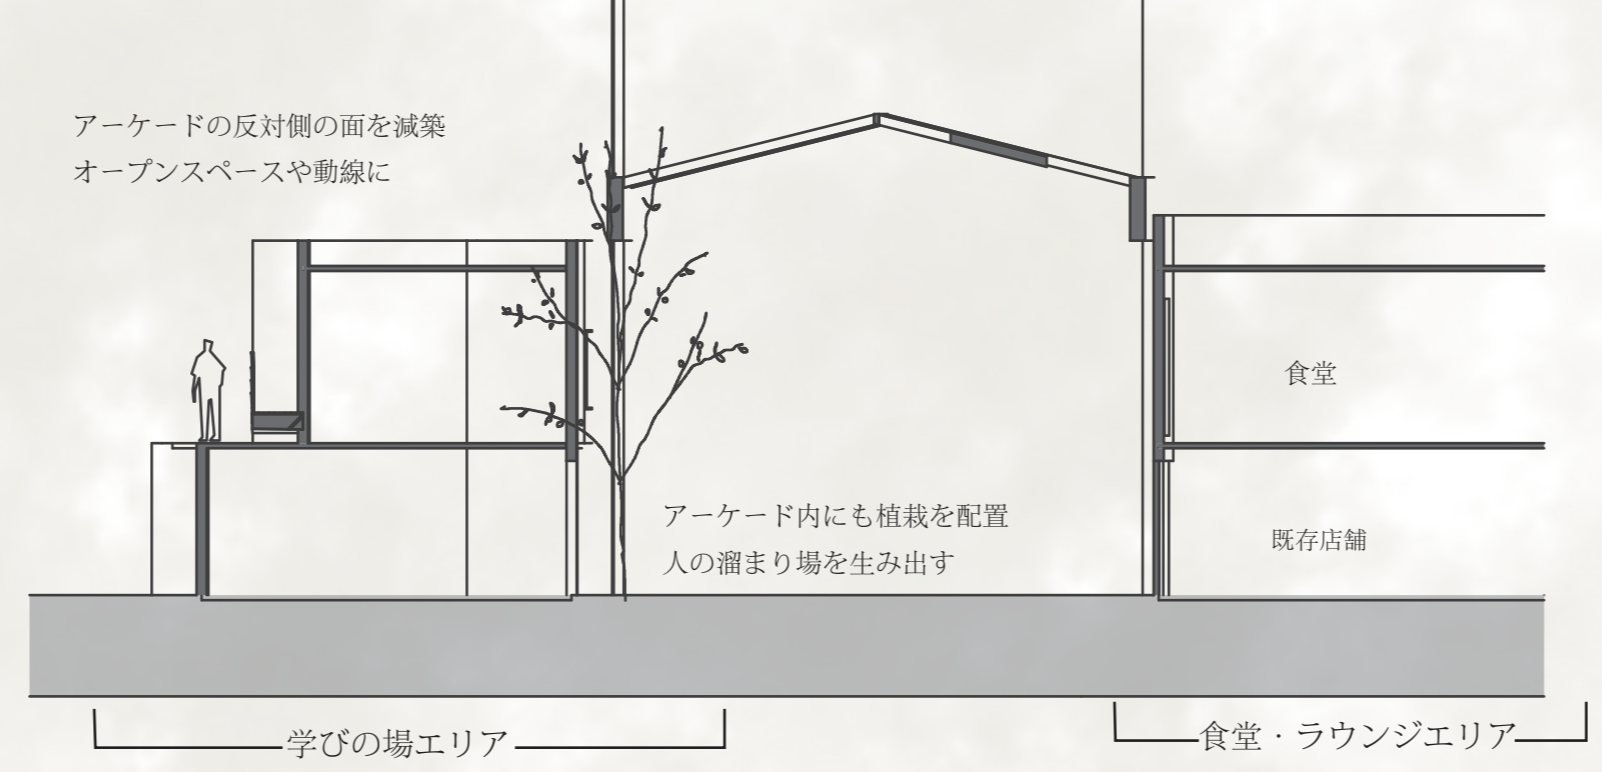 アーケードの反対側の面を減築
オープンスペースや動線に
食堂
アーケード内にも植栽を配置
人の溜まり場を生み出す
既存店舗
学びの場エリア
食堂・ラウンジエリア